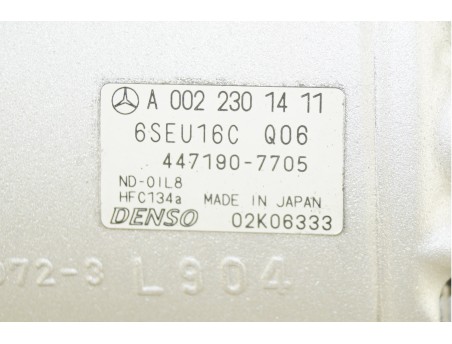 A 002 230 14 11
6SEU16C Q06
447190-7705
ND-OIL8
HFC134a MADE IN JAPAN
DENSO 02K06333
072-3 L904